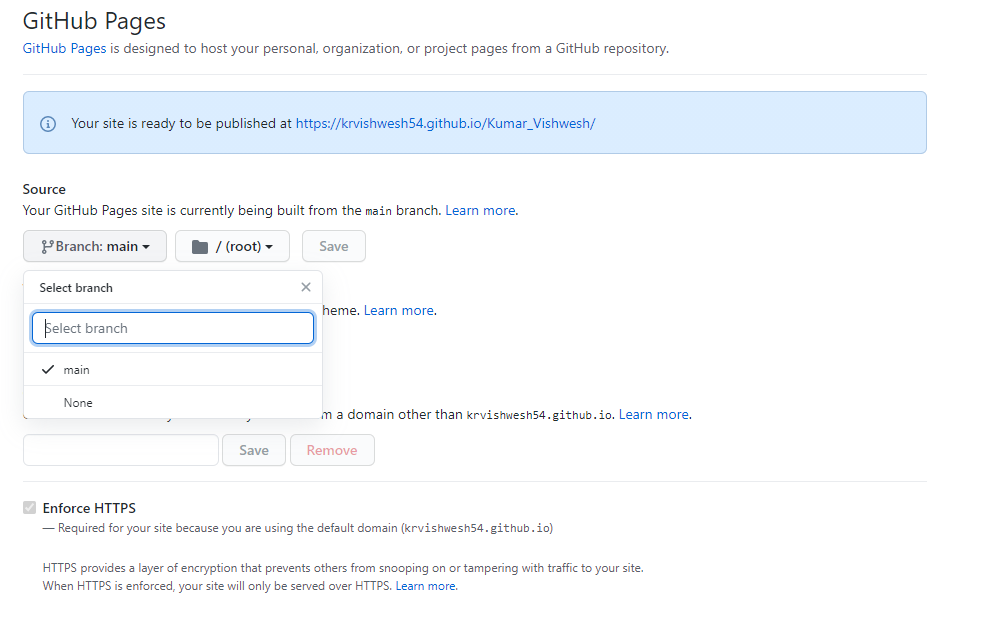 GitHub Pages
GitHub Pages is designed to host your personal, organization, or project pages from a GitHub repository.
Your site is ready to be published at https://krvishwesh54.github.io/Kumar_Vishwesh/
Source
Your GitHub Pages site is currently being built from the main branch. Learn more.
Branch: main / (root) Save
Select branch
heme. Learn more.
Select branch
main
None
m a domain other than krvishwesh54.github.io. Learn more.
Save Remove
Enforce HTTPS
— Required for your site because you are using the default domain (krvishwesh54.github.io)
HTTPS provides a layer of encryption that prevents others from snooping on or tampering with traffic to your site.
When HTTPS is enforced, your site will only be served over HTTPS. Learn more.